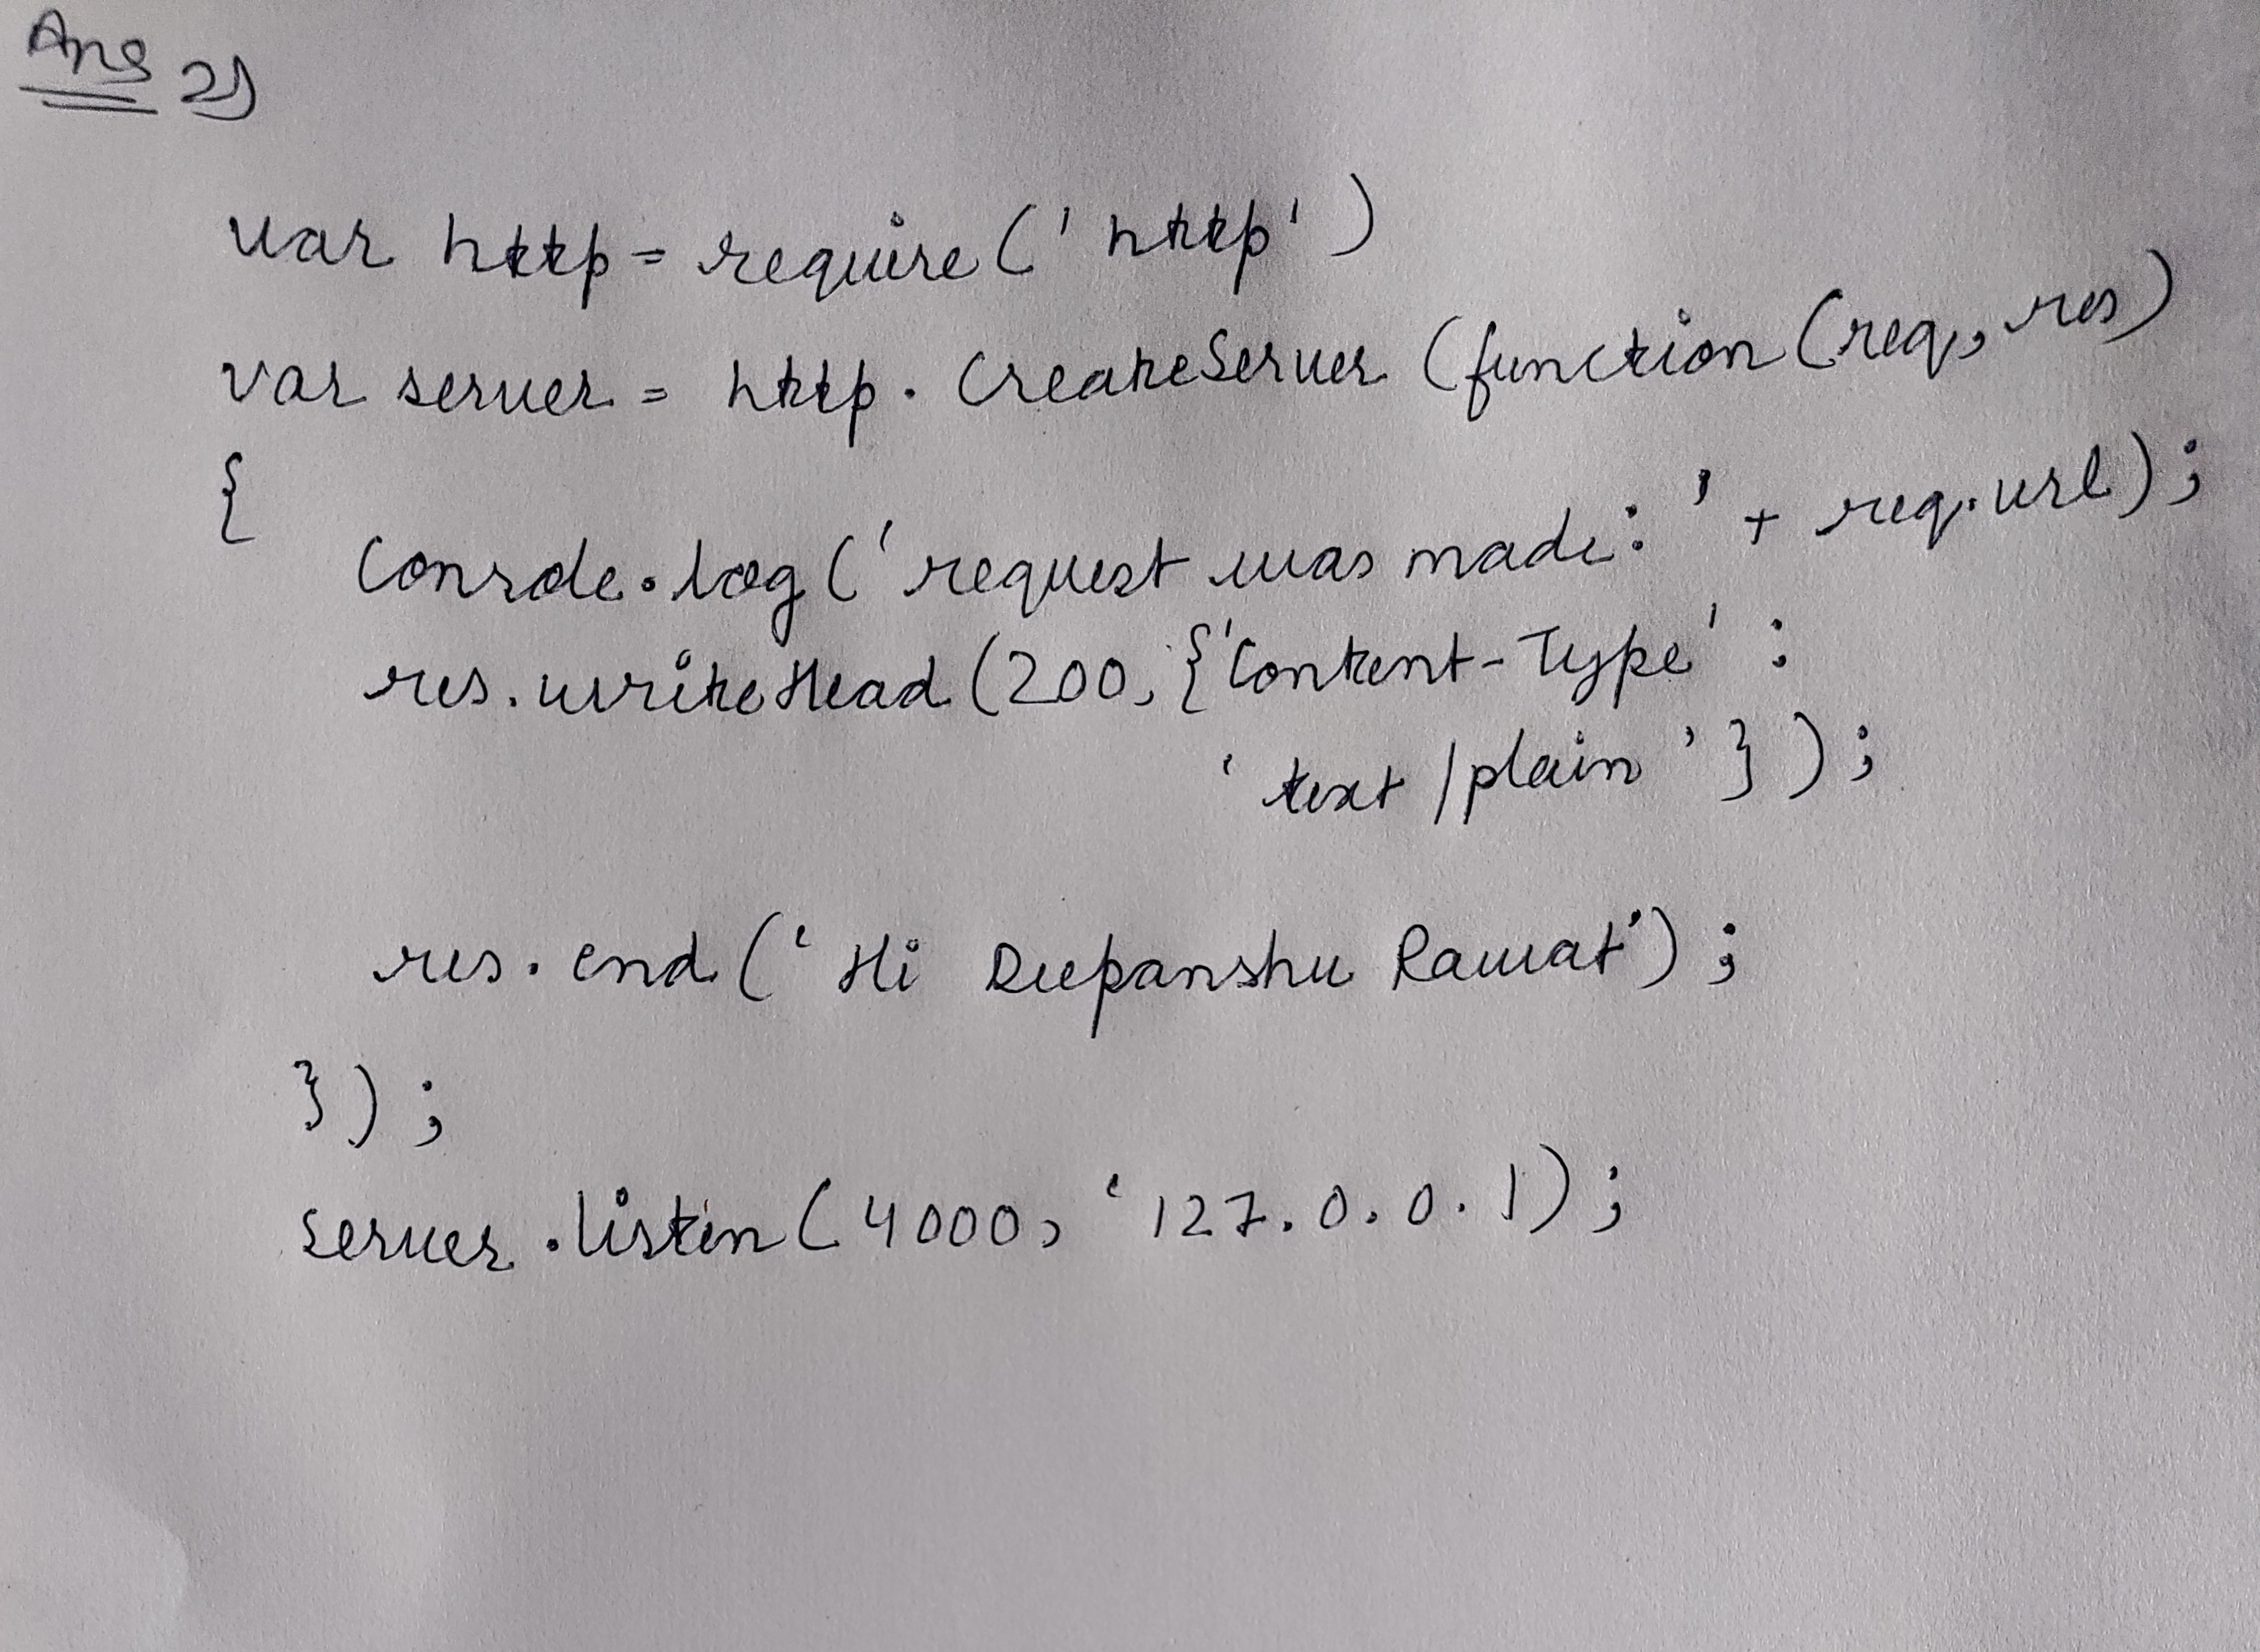 Ans 2)
var http = require('http')
var server = http.createServer (function(req, res)
{
console.log('request was made: ' + req.url);
res.writeHead(200, {'Content-Type' :
'text/plain'});
res.end('Hi Deepanshu Rawat');
});
server.listen(4000, '127.0.0.1);